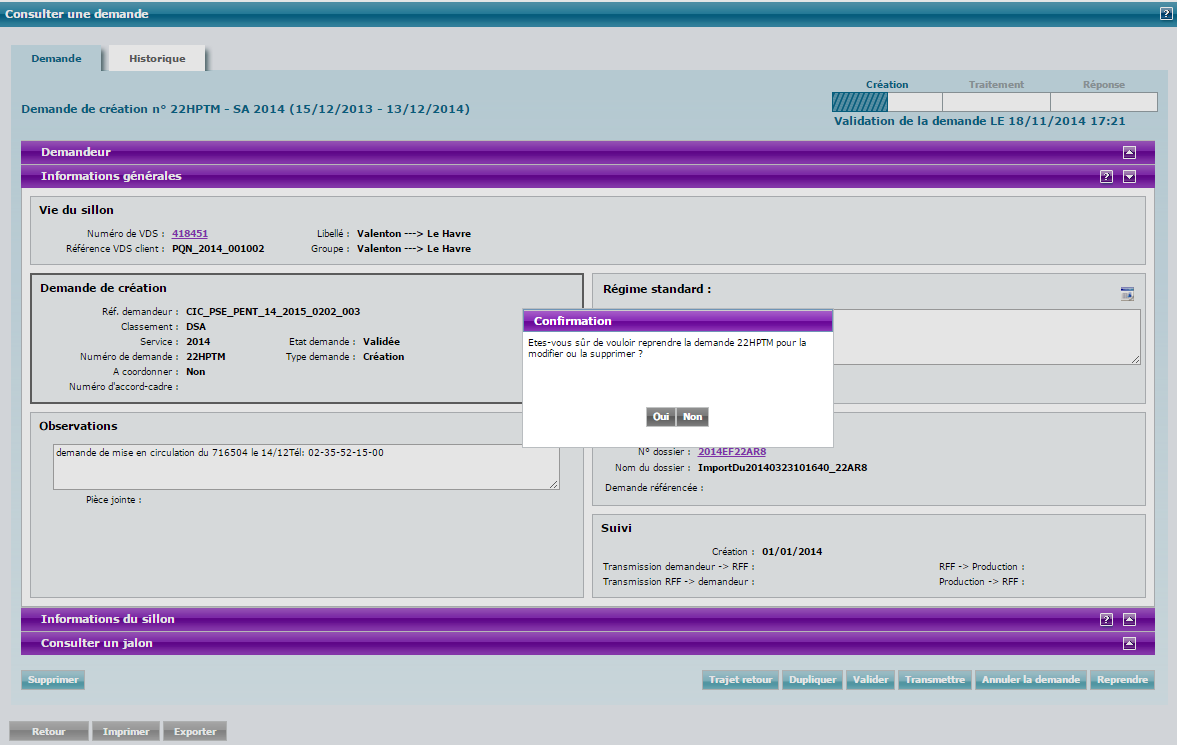 Consulter une demande
?
Demande
Historique
Création Traitement Réponse
Demande de création n° 22HPTM - SA 2014 (15/12/2013 - 13/12/2014)
Validation de la demande LE 18/11/2014 17:21
Demandeur
Informations générales
?
Vie du sillon
Numéro de VDS : 418451 Libellé : Valenton ---> Le Havre
Référence VDS client : PQN_2014_001002 Groupe : Valenton ---> Le Havre
Demande de création
Réf. demandeur : CIC_PSE_PENT_14_2015_0202_003
Classement : DSA
Service : 2014 Etat demande : Validée
Numéro de demande : 22HPTM Type demande : Création
A coordonner : Non
Numéro d'accord-cadre :
Régime standard :
Confirmation
Etes-vous sûr de vouloir reprendre la demande 22HPTM pour la
modifier ou la supprimer ?
Oui Non
Observations
demande de mise en circulation du 716504 le 14/12Tél: 02-35-52-15-00
Pièce jointe :
N° dossier : 2014EF22AR8
Nom du dossier : ImportDu20140323101640_22AR8
Demande référencée :
Suivi
Création : 01/01/2014
Transmission demandeur -> RFF : RFF -> Production :
Transmission RFF -> demandeur : Production -> RFF :
Informations du sillon
?
Consulter un jalon
Supprimer
Trajet retour Dupliquer Valider Transmettre Annuler la demande Reprendre
Retour Imprimer Exporter